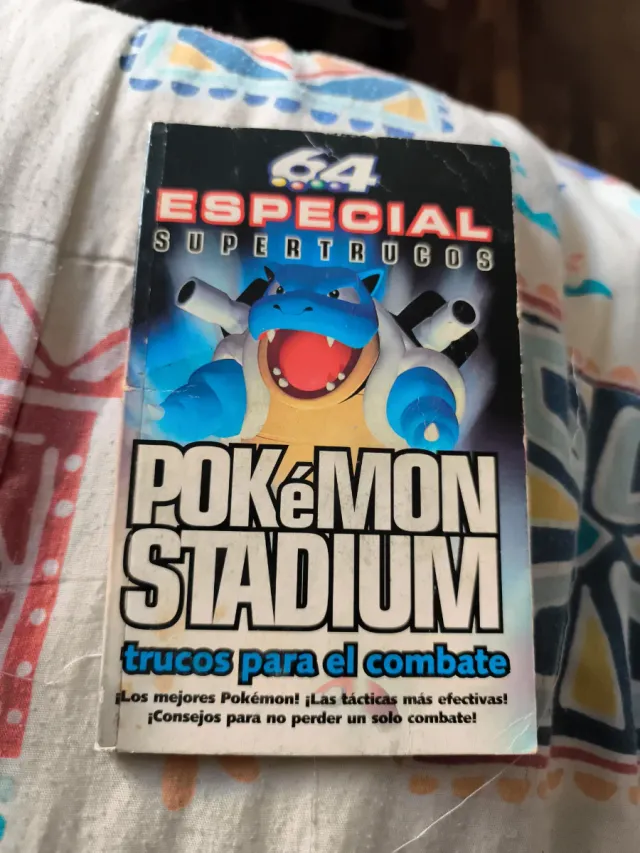 64
ESPECIAL
SUPERTRUCOS
POKéMON
STADIUM
trucos para el combate
¡Los mejores Pokémon! ¡Las tácticas más efectivas!
¡Consejos para no perder un solo combate!